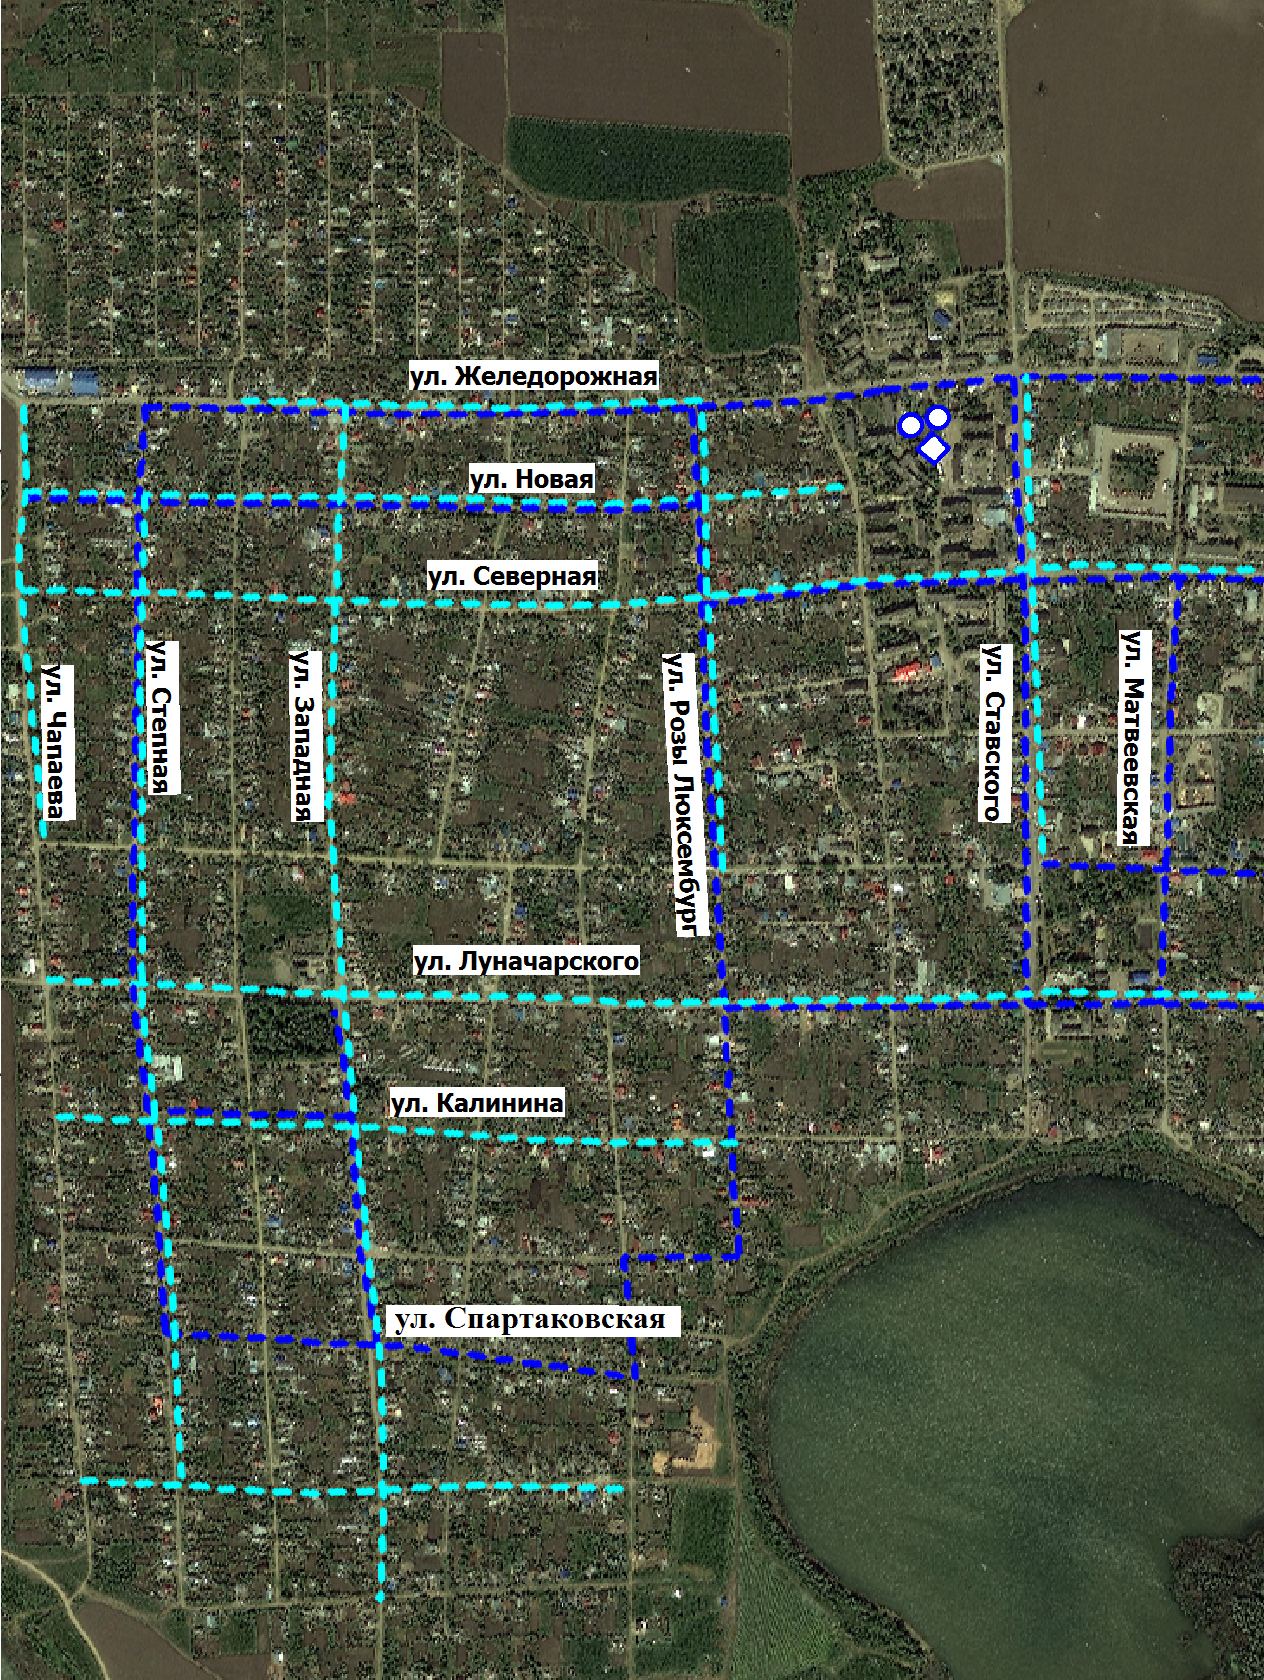 ул. Желедорожная
ул. Новая
ул. Северная
ул. Чапаева
ул. Степная
ул. Западная
ул. Розы Люксембург
ул. Ставского
ул. Матвеевская
ул. Луначарского
ул. Калинина
ул. Спартаковская